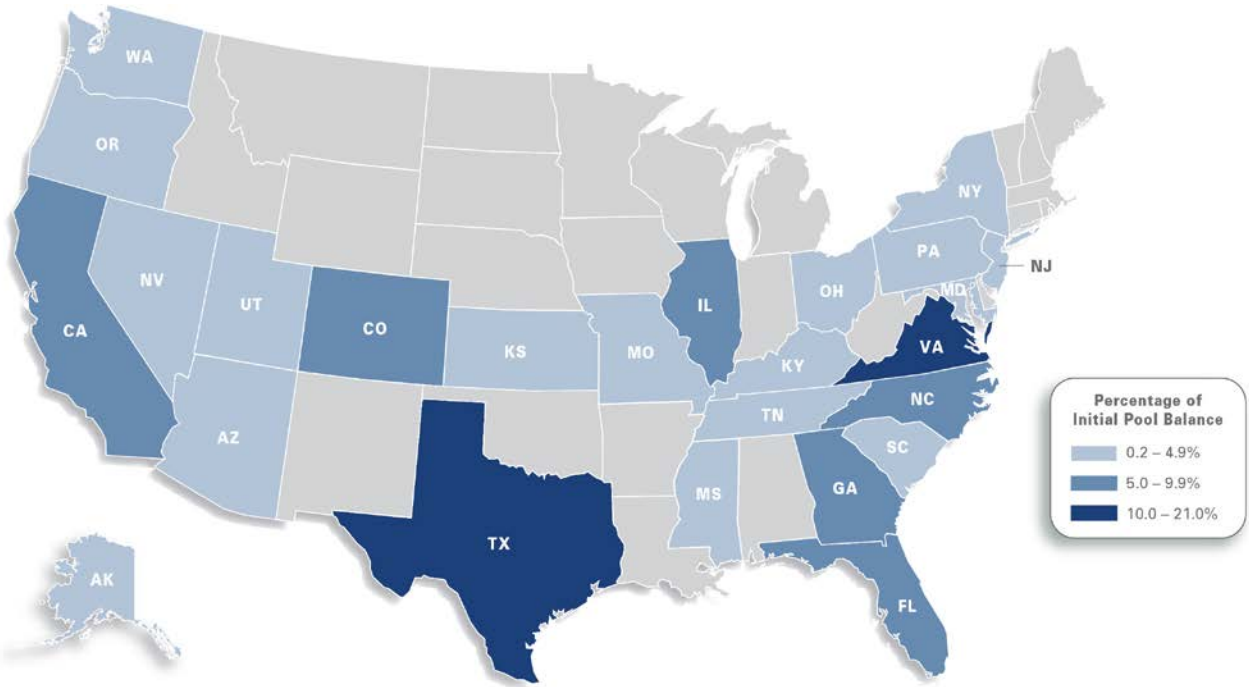 WA
OR
NY
PA
NJ
NV
UT
CO
IL
OH
MD
CA
KS
MO
KY
VA
AZ
TN
NC
SC
MS
GA
TX
AK
FL
Percentage of
Initial Pool Balance
0.2 – 4.9%
5.0 – 9.9%
10.0 – 21.0%